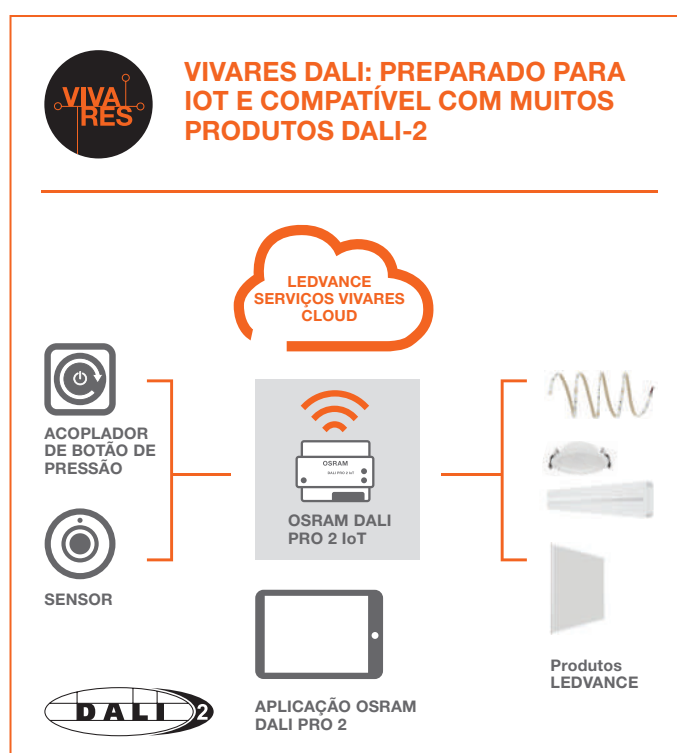 VIVA
RES
VIVARES DALI: PREPARADO PARA
IOT E COMPATÍVEL COM MUITOS
PRODUTOS DALI-2
LEDVANCE
SERVIÇOS VIVARES
CLOUD
ACOPLADOR
DE BOTÃO DE
PRESSÃO
SENSOR
OSRAM
DALI PRO 2 IoT
OSRAM DALI
PRO 2 IoT
Produtos
LEDVANCE
DALI 2
APLICAÇÃO OSRAM
DALI PRO 2